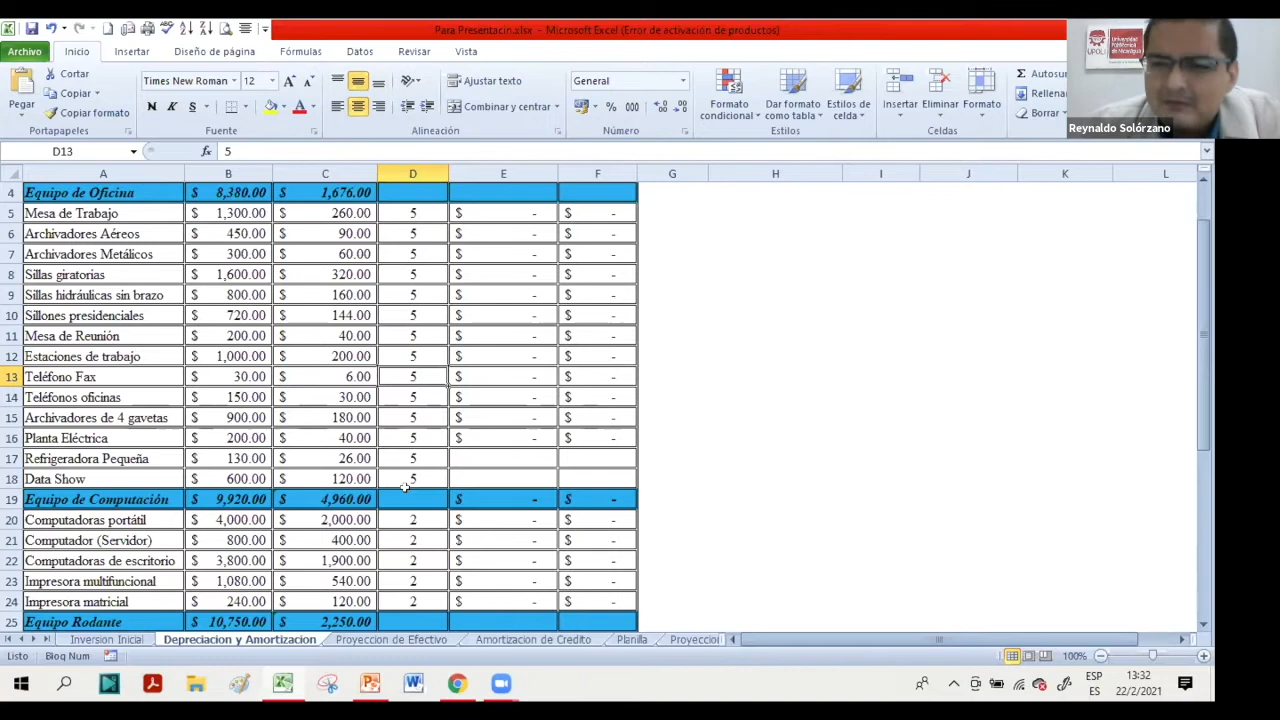 Para Presentacin.xlsx - Microsoft Excel (Error de activación de productos)
Archivo Inicio Insertar Diseño de página Fórmulas Datos Revisar Vista
UPOLI Universidad Politécnica de Nicaragua
Pegar Cortar Copiar Copiar formato
Portapapeles
Times New Roman 12
N K S
Fuente
Ajustar texto
Combinar y centrar
Alineación
General
% 000
Número
Formato condicional Dar formato como tabla Estilos de celda
Estilos
Insertar Eliminar Formato
Celdas
Σ Autosu
Rellena
Borrar
Reynaldo Solórzano
D13 fx 5
A B C D E F G H I J K L
4 Equipo de Oficina $ 8,380.00 $ 1,676.00
5 Mesa de Trabajo $ 1,300.00 $ 260.00 5 $ - $ -
6 Archivadores Aéreos $ 450.00 $ 90.00 5 $ - $ -
7 Archivadores Metálicos $ 300.00 $ 60.00 5 $ - $ -
8 Sillas giratorias $ 1,600.00 $ 320.00 5 $ - $ -
9 Sillas hidráulicas sin brazo $ 800.00 $ 160.00 5 $ - $ -
10 Sillones presidenciales $ 720.00 $ 144.00 5 $ - $ -
11 Mesa de Reunión $ 200.00 $ 40.00 5 $ - $ -
12 Estaciones de trabajo $ 1,000.00 $ 200.00 5 $ - $ -
13 Teléfono Fax $ 30.00 $ 6.00 5 $ - $ -
14 Teléfonos oficinas $ 150.00 $ 30.00 5 $ - $ -
15 Archivadores de 4 gavetas $ 900.00 $ 180.00 5 $ - $ -
16 Planta Eléctrica $ 200.00 $ 40.00 5 $ - $ -
17 Refrigeradora Pequeña $ 130.00 $ 26.00 5
18 Data Show $ 600.00 $ 120.00 5
19 Equipo de Computación $ 9,920.00 $ 4,960.00 $ - $ -
20 Computadoras portátil $ 4,000.00 $ 2,000.00 2 $ - $ -
21 Computador (Servidor) $ 800.00 $ 400.00 2 $ - $ -
22 Computadoras de escritorio $ 3,800.00 $ 1,900.00 2 $ - $ -
23 Impresora multifuncional $ 1,080.00 $ 540.00 2 $ - $ -
24 Impresora matricial $ 240.00 $ 120.00 2 $ - $ -
25 Equipo Rodante $ 10,750.00 $ 2,250.00
Inversion Inicial Depreciacion y Amortizacion Proyeccion de Efectivo Amortizacion de Credito Planilla Proyeccion
Listo Bloq Num 100%
ESP ES
13:32
22/2/2021